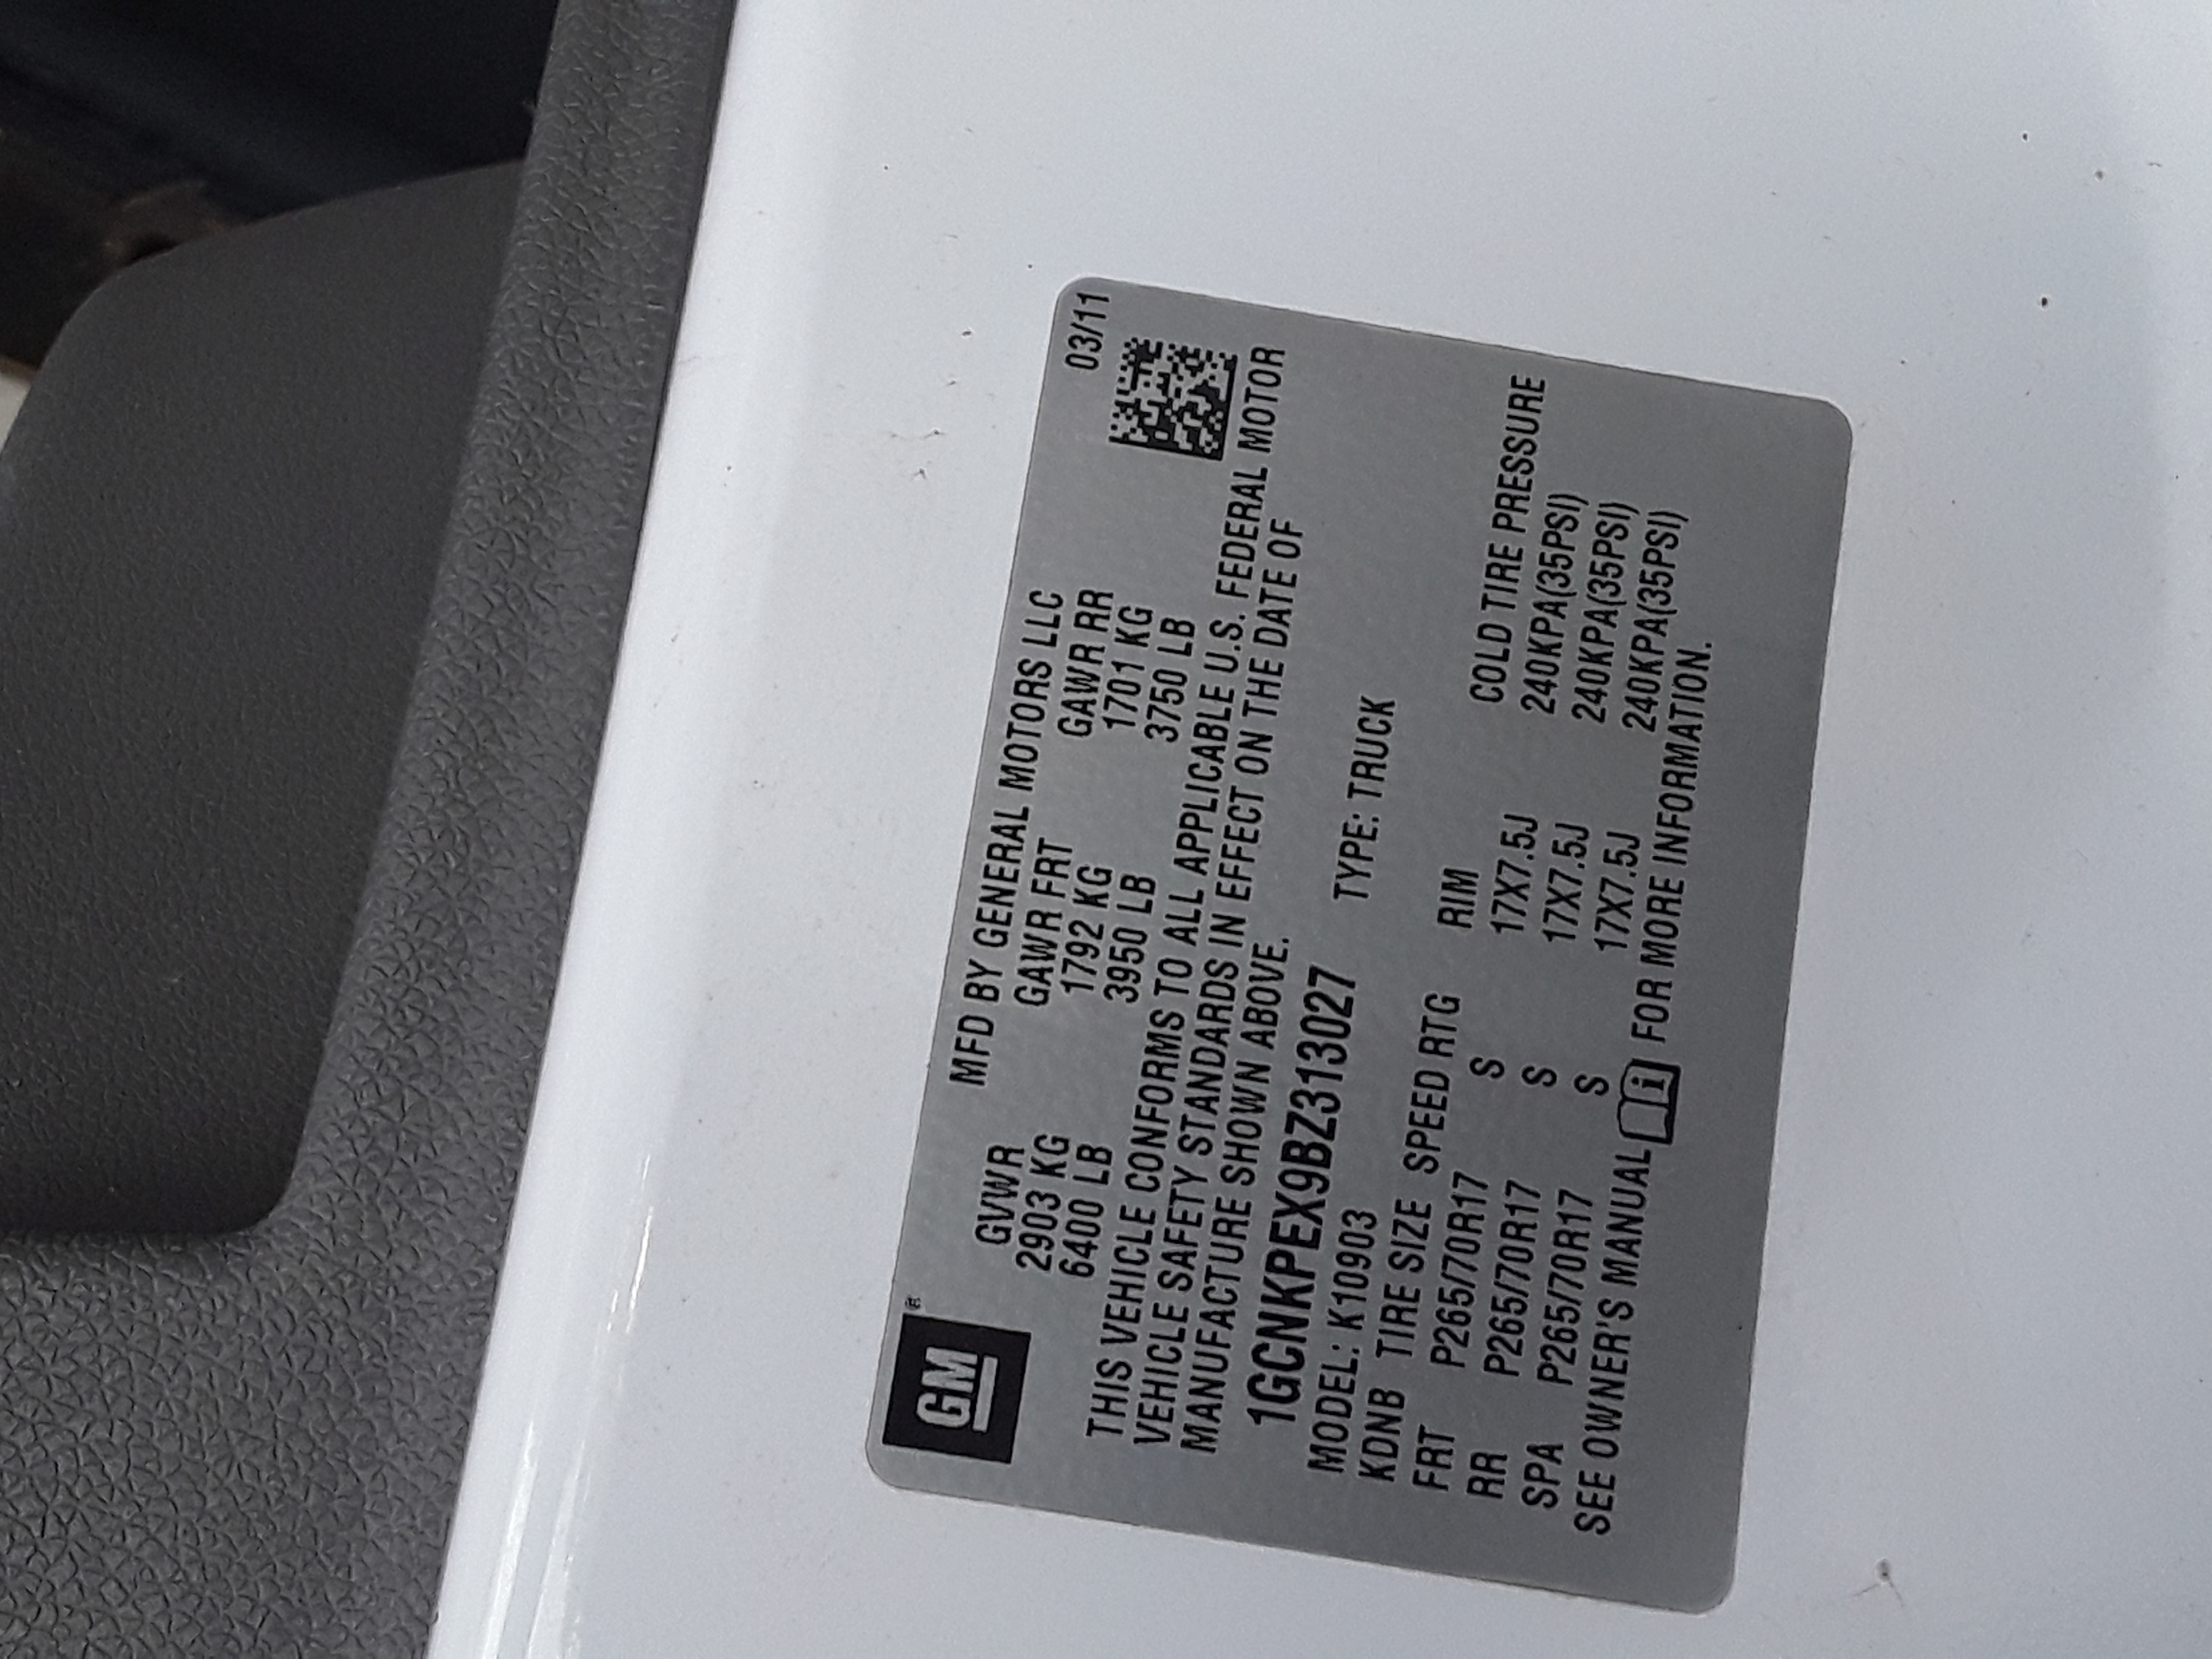 GM®
MFD BY GENERAL MOTORS LLC 03/11
GVWR GAWR FRT GAWR RR
2903 KG 1792 KG 1701 KG
6400 LB 3950 LB 3750 LB
THIS VEHICLE CONFORMS TO ALL APPLICABLE U.S. FEDERAL MOTOR
VEHICLE SAFETY STANDARDS IN EFFECT ON THE DATE OF
MANUFACTURE SHOWN ABOVE.
1GCNKPEX9BZ313027 TYPE: TRUCK
MODEL: K10903
KDNB TIRE SIZE SPEED RTG RIM COLD TIRE PRESSURE
FRT P265/70R17 S 17X7.5J 240KPA(35PSI)
RR P265/70R17 S 17X7.5J 240KPA(35PSI)
SPA P265/70R17 S 17X7.5J 240KPA(35PSI)
SEE OWNER'S MANUAL i FOR MORE INFORMATION.